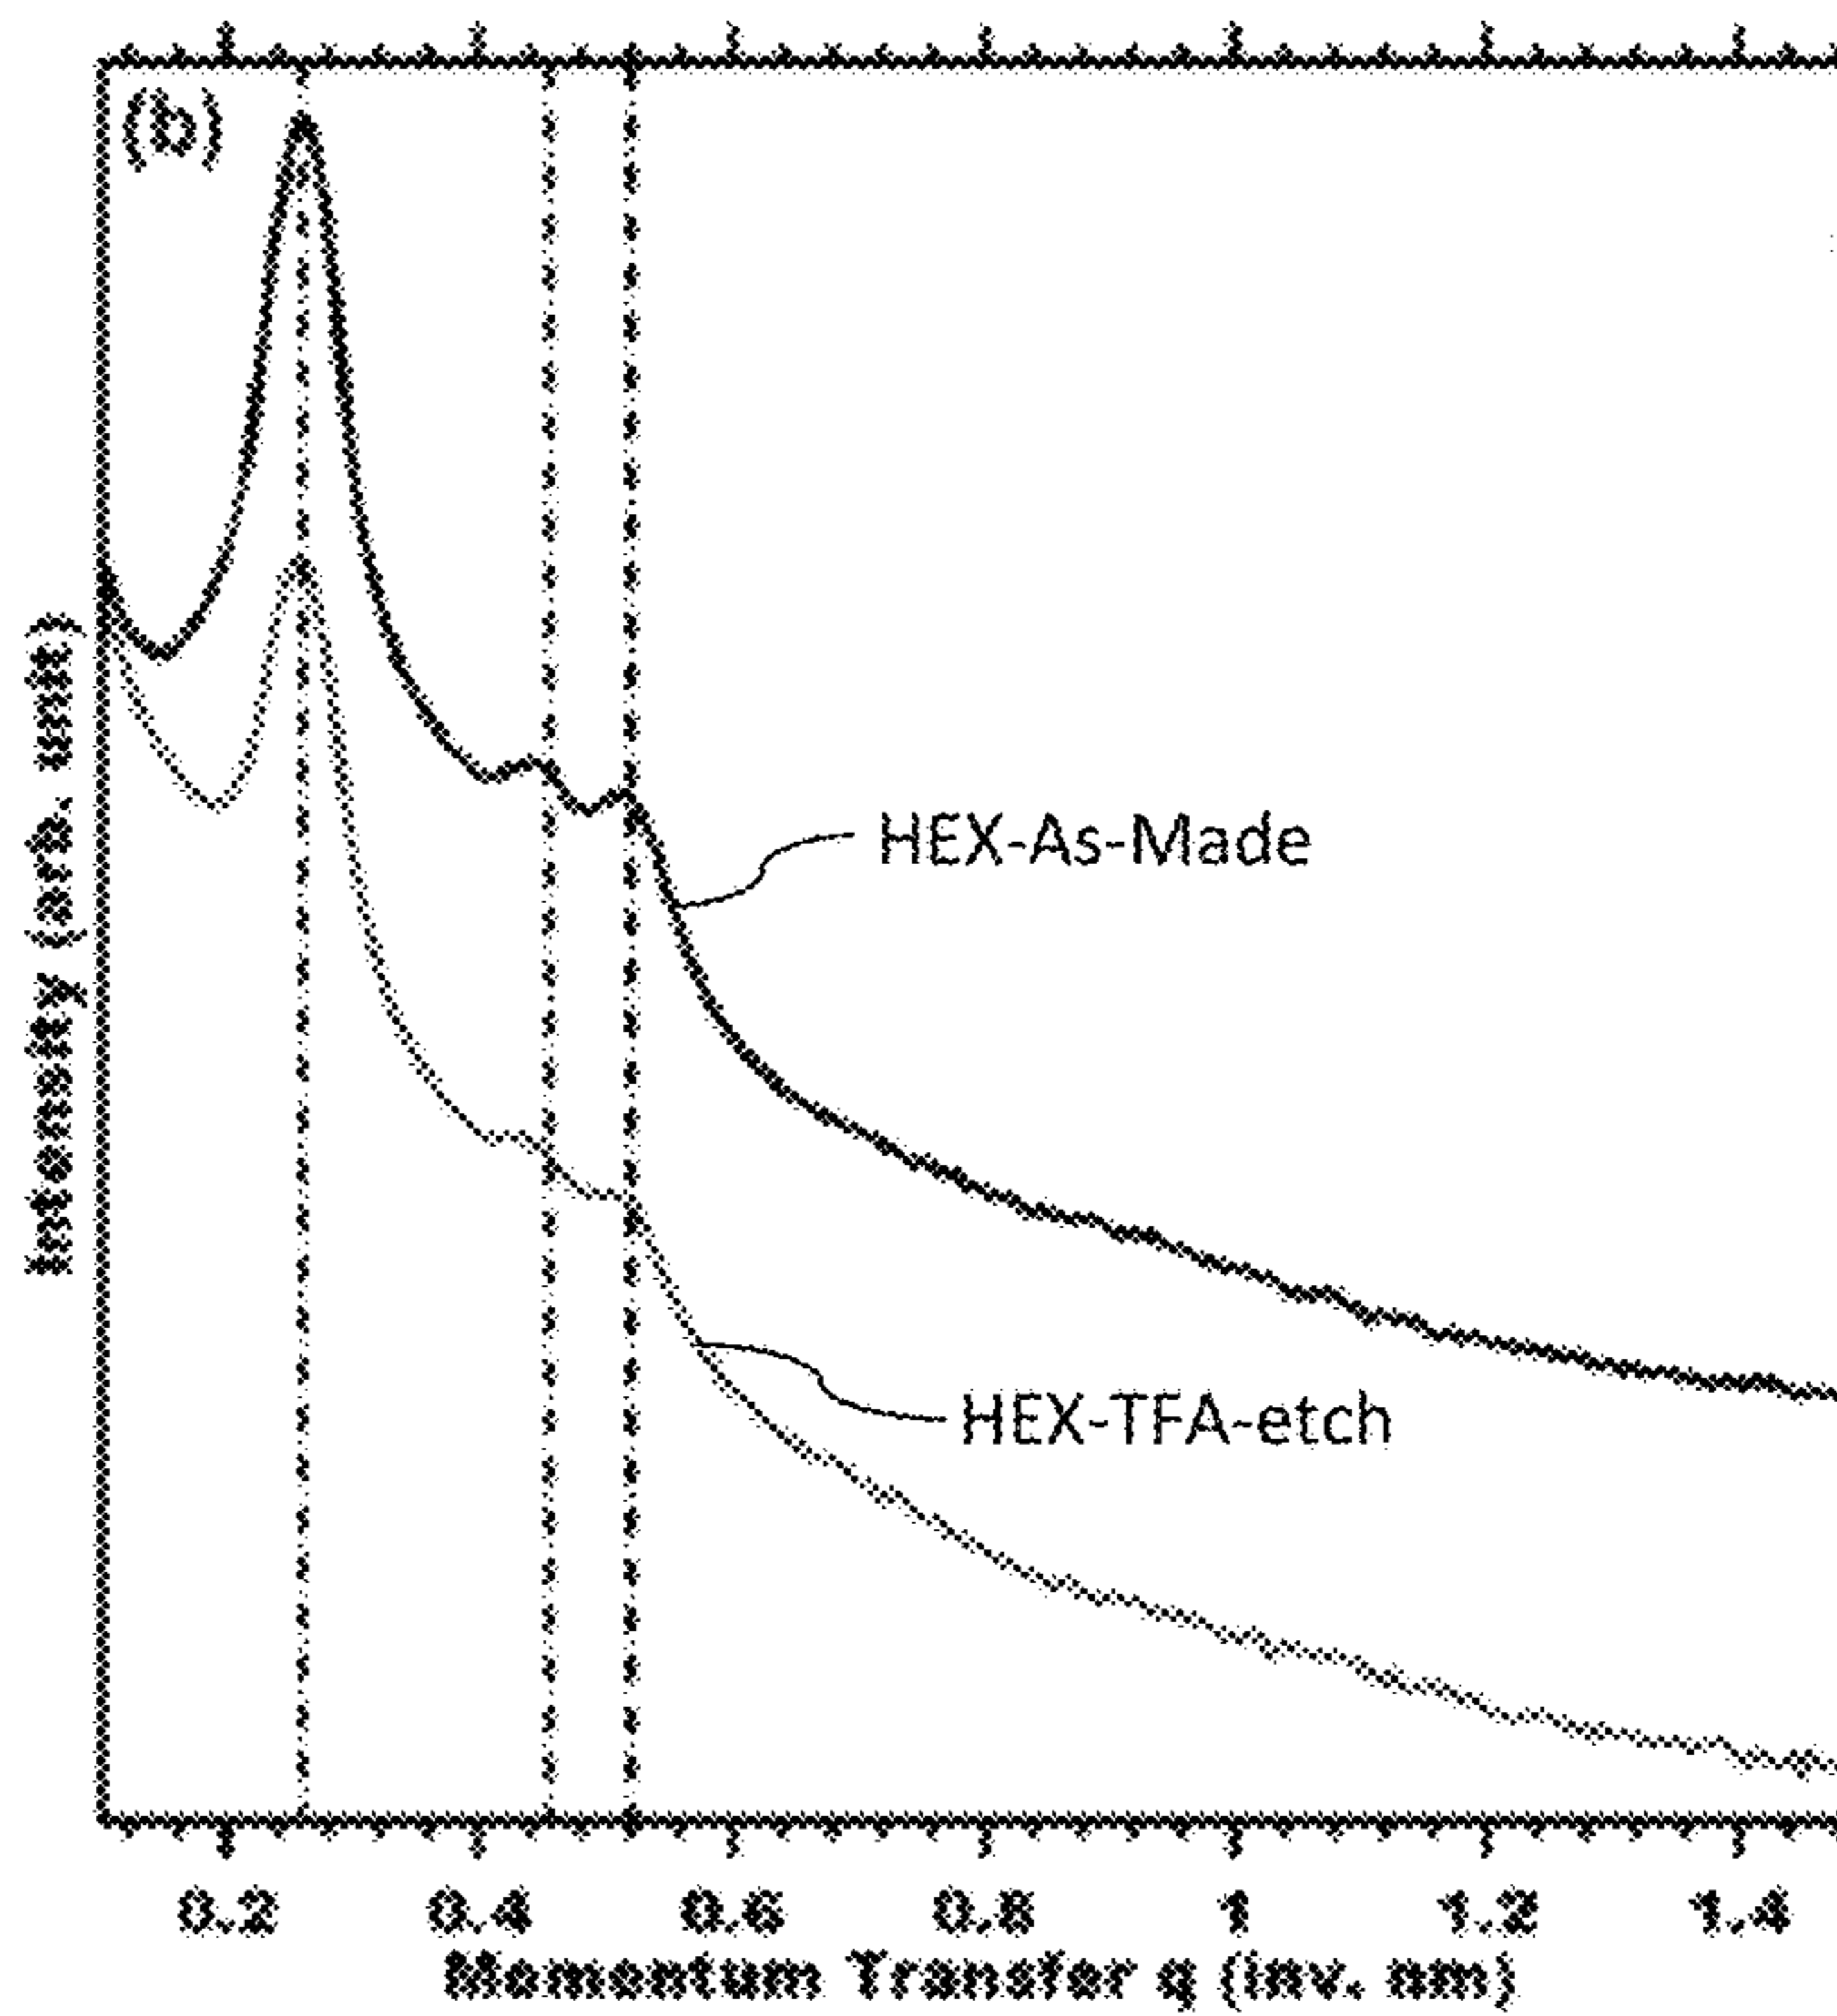 (b)
Intensity (arb. units)
HEX-As-Made
HEX-TFA-etch
0.2 0.4 0.6 0.8 1 1.2 1.4
Momentum Transfer q (inv. nm)